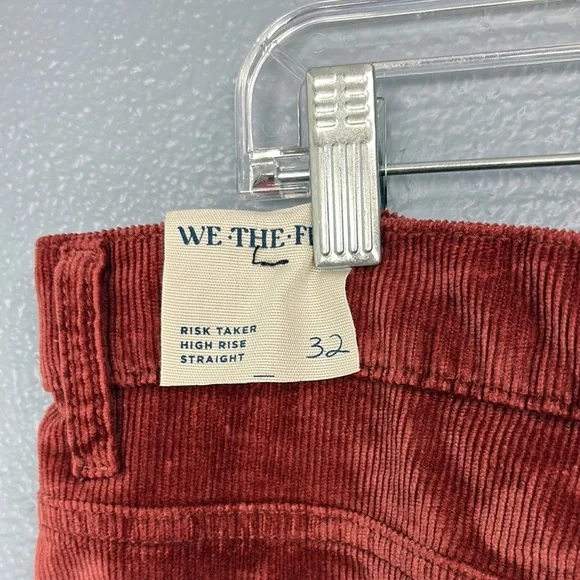 WE·THE·F
L
RISK TAKER
HIGH RISE
STRAIGHT
32